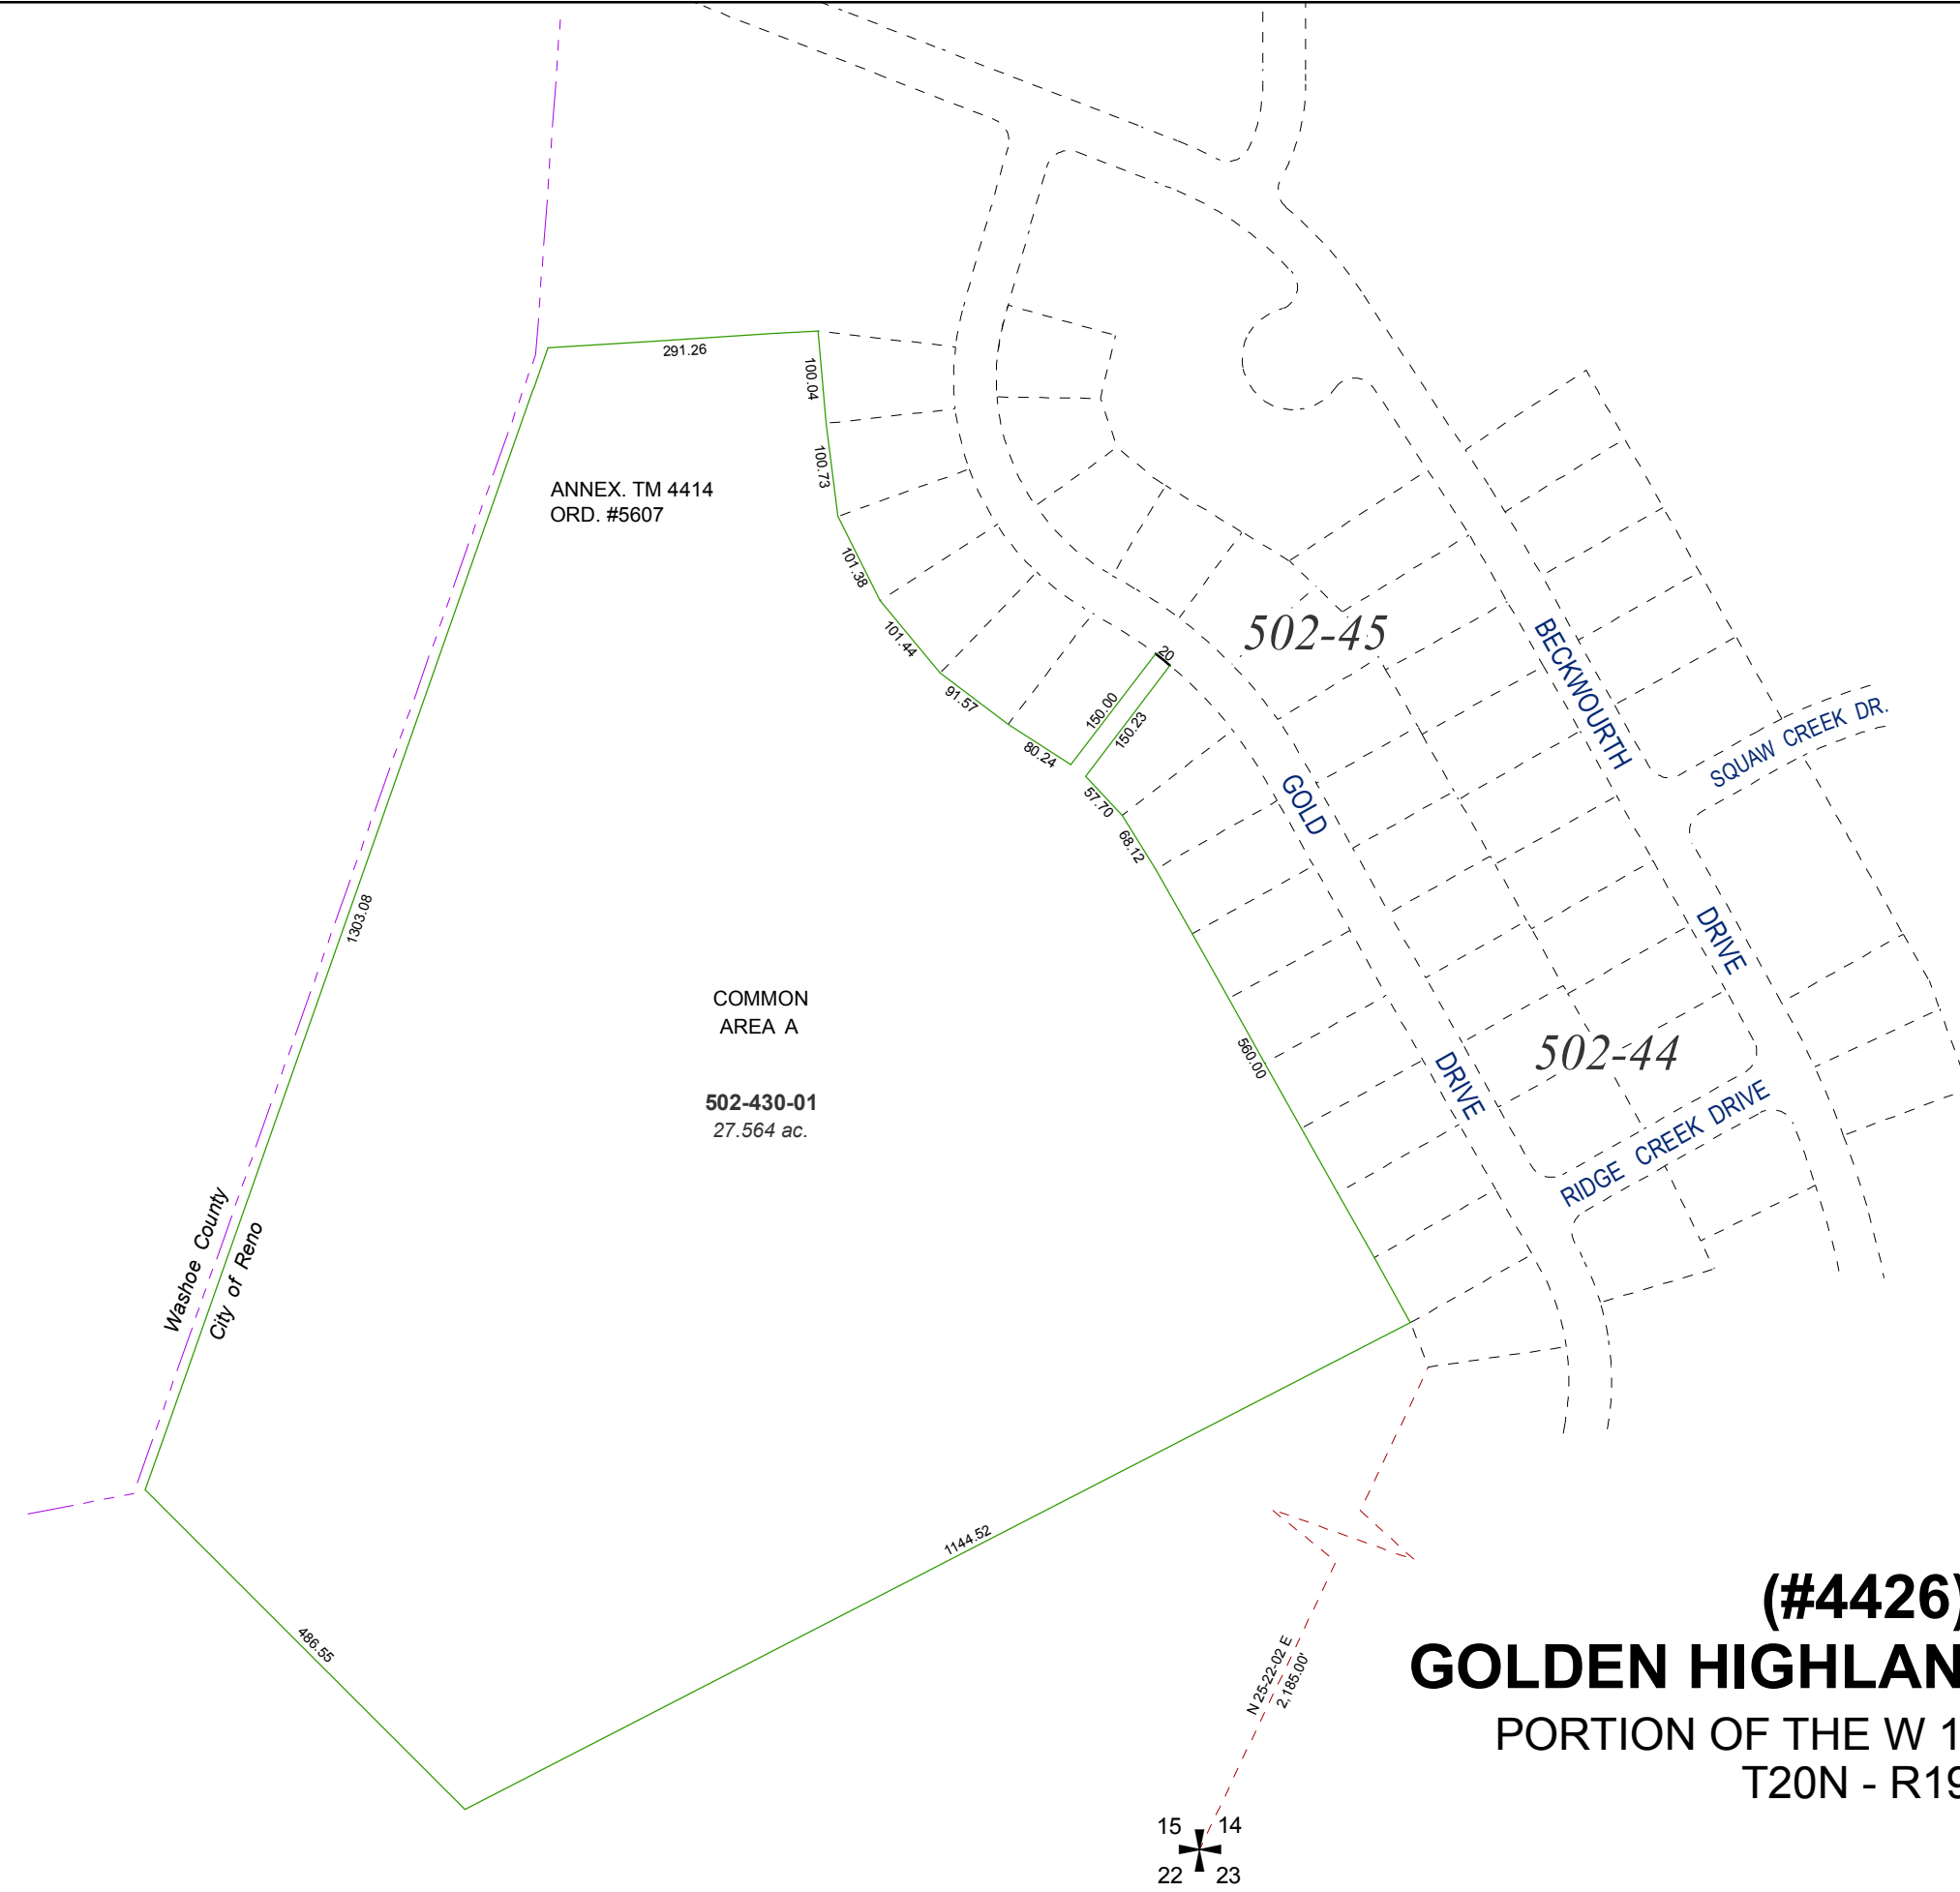 291.26
100.04
100.73
ANNEX. TM 4414
ORD. #5607
101.38
101.44
91.57
80.24
150.00
20
150.23
57.70
68.12
502-45
BECKWOURTH
DRIVE
SQUAW CREEK DR.
GOLD
DRIVE
1303.08
COMMON
AREA A
502-430-01
27.564 ac.
560.00
502-44
RIDGE CREEK DRIVE
Washoe County
City of Reno
1144.52
486.55
N 25-22-02 E
2,185.00'
(#4426)
GOLDEN HIGHLAN
PORTION OF THE W 1
T20N - R19
15 14
22 23